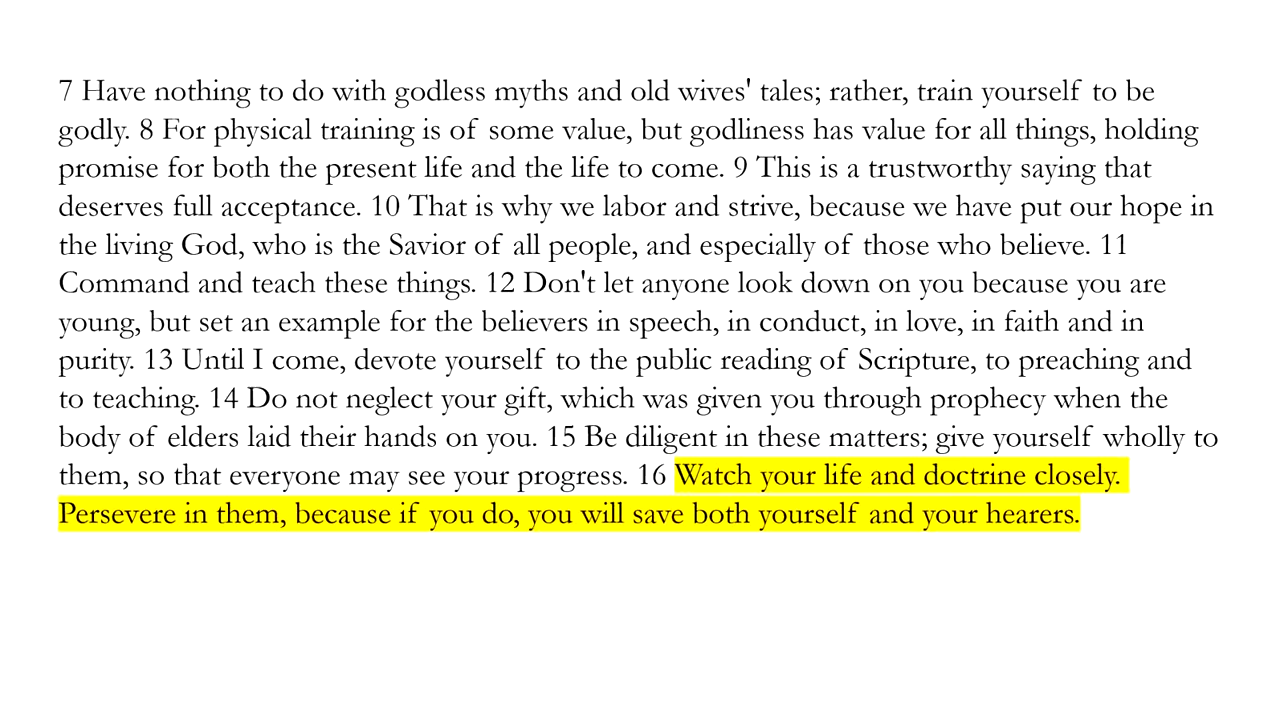 7 Have nothing to do with godless myths and old wives' tales; rather, train yourself to be
godly. 8 For physical training is of some value, but godliness has value for all things, holding
promise for both the present life and the life to come. 9 This is a trustworthy saying that
deserves full acceptance. 10 That is why we labor and strive, because we have put our hope in
the living God, who is the Savior of all people, and especially of those who believe. 11
Command and teach these things. 12 Don't let anyone look down on you because you are
young, but set an example for the believers in speech, in conduct, in love, in faith and in
purity. 13 Until I come, devote yourself to the public reading of Scripture, to preaching and
to teaching. 14 Do not neglect your gift, which was given you through prophecy when the
body of elders laid their hands on you. 15 Be diligent in these matters; give yourself wholly to
them, so that everyone may see your progress. 16 Watch your life and doctrine closely.
Persevere in them, because if you do, you will save both yourself and your hearers.